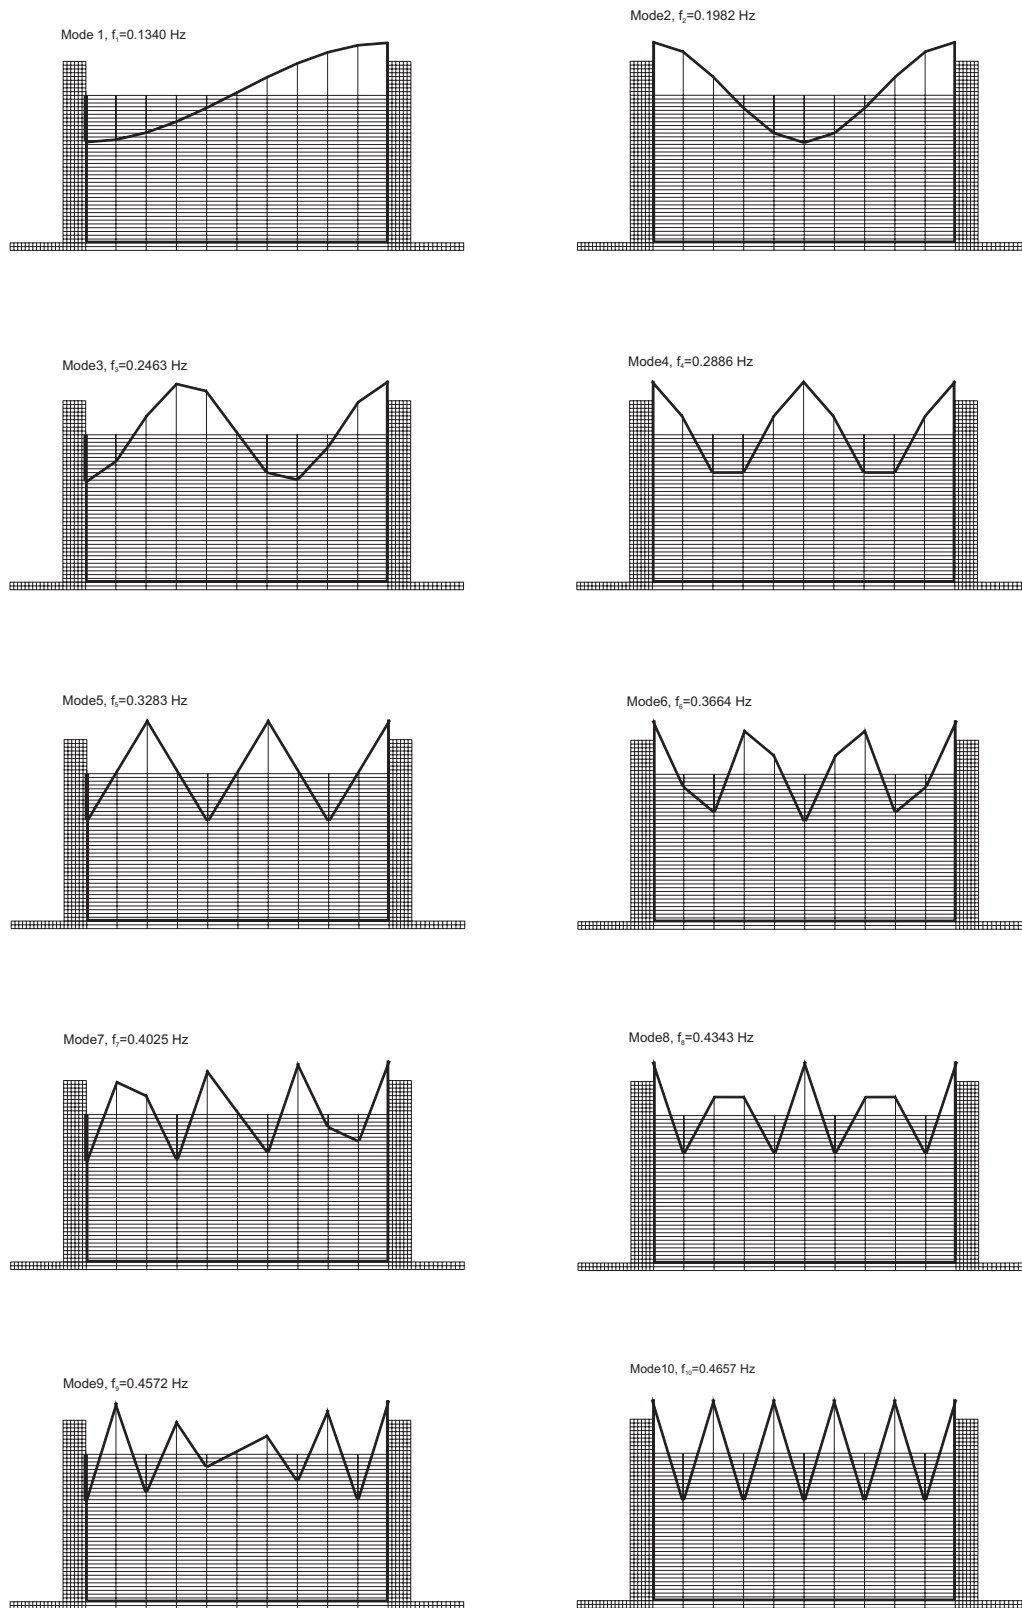 Mode 1, f₁=0.1340 Hz
Mode2, f₂=0.1982 Hz
Mode3, f₃=0.2463 Hz
Mode4, f₄=0.2886 Hz
Mode5, f₅=0.3283 Hz
Mode6, f₆=0.3664 Hz
Mode7, f₇=0.4025 Hz
Mode8, f₈=0.4343 Hz
Mode9, f₉=0.4572 Hz
Mode10, f₁₀=0.4657 Hz